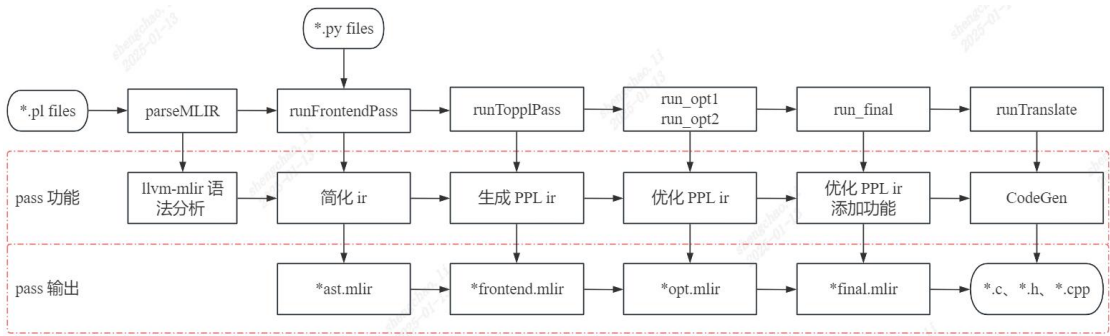 *.py files
*.pl files
parseMLIR
runFrontendPass
runTopplPass
run_opt1
run_opt2
run_final
runTranslate
pass 功能
llvm-mlir 语
法分析
简化 ir
生成 PPL ir
优化 PPL ir
优化 PPL ir
添加功能
CodeGen
pass 输出
*ast.mlir
*frontend.mlir
*opt.mlir
*final.mlir
*.c、*.h、*.cpp